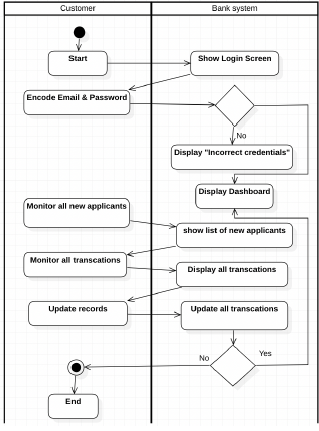 Customer
Bank system
Start
Show Login Screen
Encode Email & Password
No
Display "Incorrect credentials"
Display Dashboard
Monitor all new applicants
show list of new applicants
Monitor all transcations
Display all transcations
Update records
Update all transcations
No
Yes
End